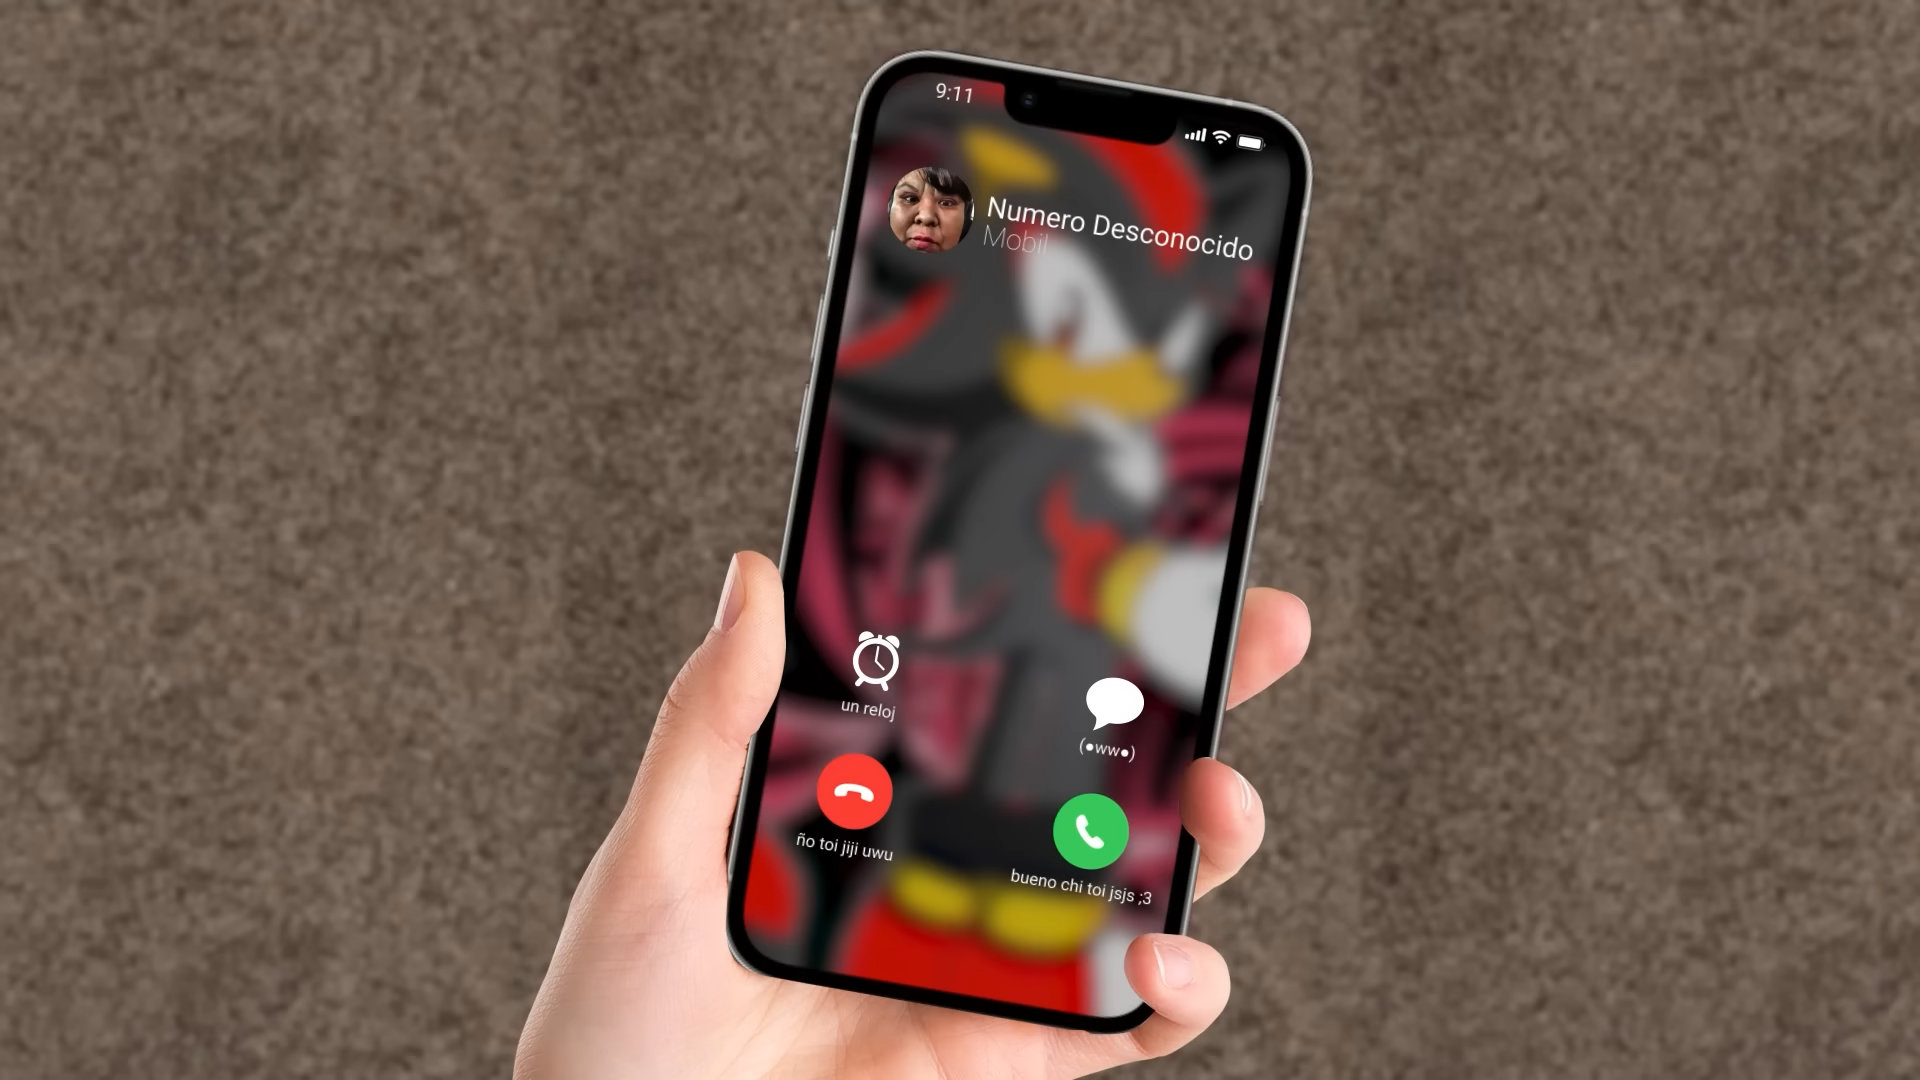 9:11
Numero Desconocido
Mobil
un reloj
(●ww●)
ño toi jiji uwu
bueno chi toi jsjs ;3